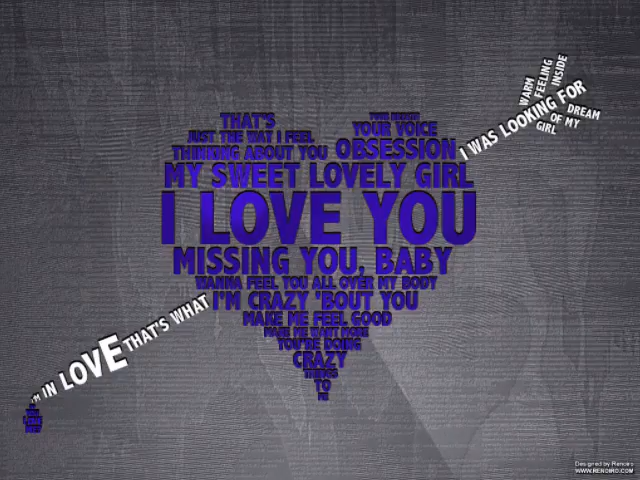 THAT'S
JUST THE WAY I FEEL
YOUR VOICE
THINKING ABOUT YOU
OBSESSION
MY SWEET LOVELY GIRL
I LOVE YOU
MISSING YOU, BABY
WANNA FEEL YOU ALL OVER MY BODY
I'M CRAZY 'BOUT YOU
MAKE ME FEEL GOOD
MAKE ME WANT MORE
YOU'RE DOING
CRAZY
THINGS
TO
ME
I WAS LOOKING FOR
WARM
FEELING
INSIDE
DREAM
OF MY
GIRL
I'M IN LOVE THAT'S WHAT
Designed by Renoiro
WWW.RENOIRO.COM